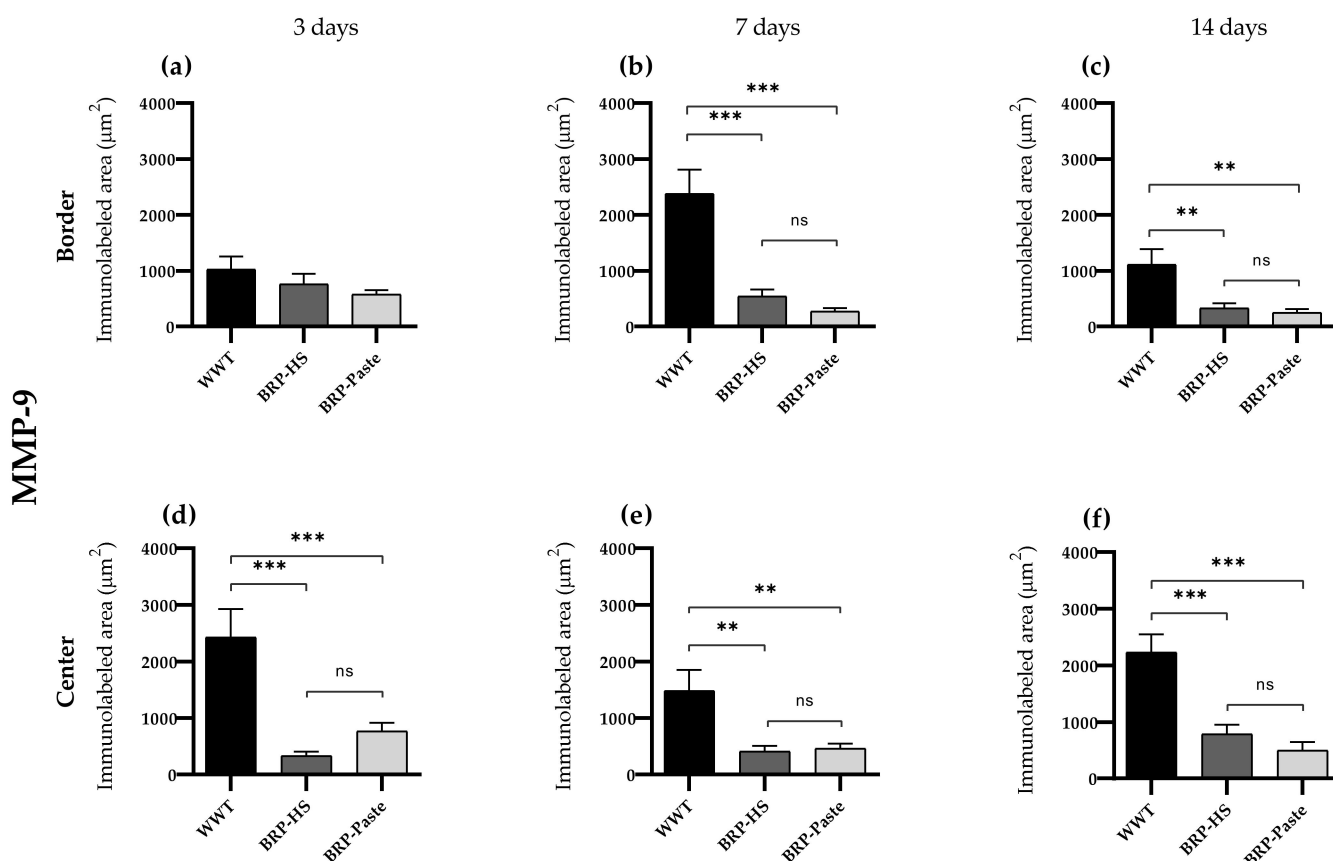 3 days
7 days
14 days
MMP-9
Border
(a)
Immunolabeled area (μm²)
4000
3000
2000
1000
0
WWT
BRP-HS
BRP-Paste
(b)
Immunolabeled area (μm²)
4000
3000
2000
1000
0
***
***
ns
WWT
BRP-HS
BRP-Paste
(c)
Immunolabeled area (μm²)
4000
3000
2000
1000
0
**
**
ns
WWT
BRP-HS
BRP-Paste
Center
(d)
Immunolabeled area (μm²)
4000
3000
2000
1000
0
***
***
ns
WWT
BRP-HS
BRP-Paste
(e)
Immunolabeled area (μm²)
4000
3000
2000
1000
0
**
**
ns
WWT
BRP-HS
BRP-Paste
(f)
Immunolabeled area (μm²)
4000
3000
2000
1000
0
***
***
ns
WWT
BRP-HS
BRP-Paste